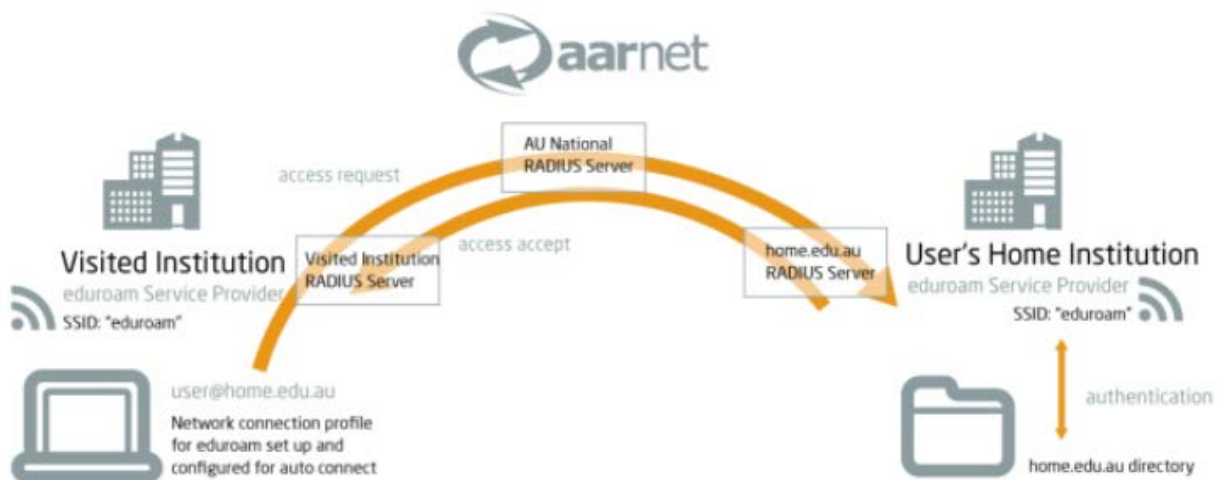 aarnet
AU National
RADIUS Server
access request
access accept
Visited Institution
eduroam Service Provider
SSID: "eduroam"
Visited Institution
RADIUS Server
home.edu.au
RADIUS Server
User's Home Institution
eduroam Service Provider
SSID: "eduroam"
user@home.edu.au
Network connection profile
for eduroam set up and
configured for auto connect
authentication
home.edu.au directory